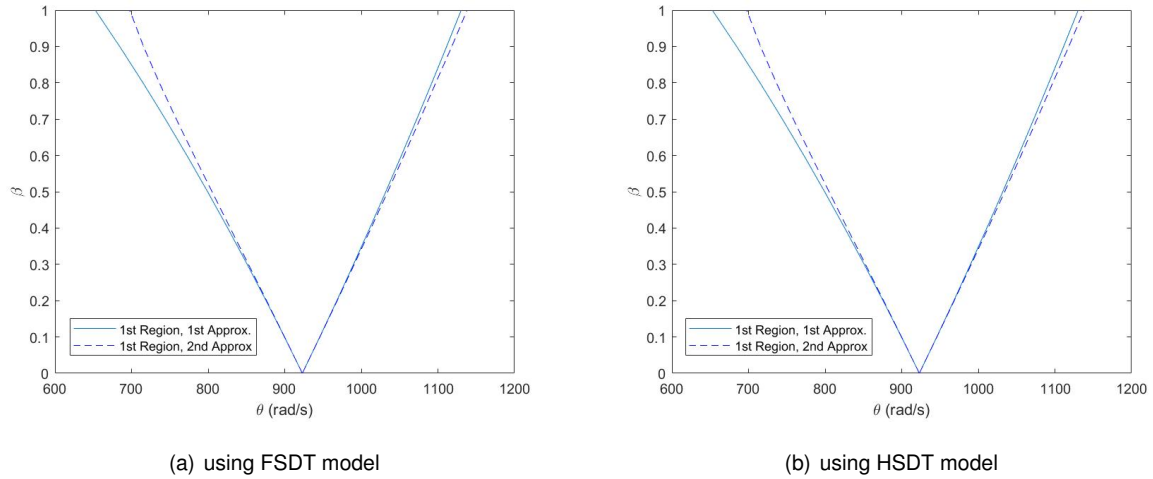 1
0.9
0.8
0.7
0.6
0.5
0.4
0.3
0.2
0.1
0
β
1st Region, 1st Approx.
1st Region, 2nd Approx
600 700 800 900 1000 1100 1200
θ (rad/s)
(a) using FSDT model
1
0.9
0.8
0.7
0.6
0.5
0.4
0.3
0.2
0.1
0
β
1st Region, 1st Approx.
1st Region, 2nd Approx
600 700 800 900 1000 1100 1200
θ (rad/s)
(b) using HSDT model